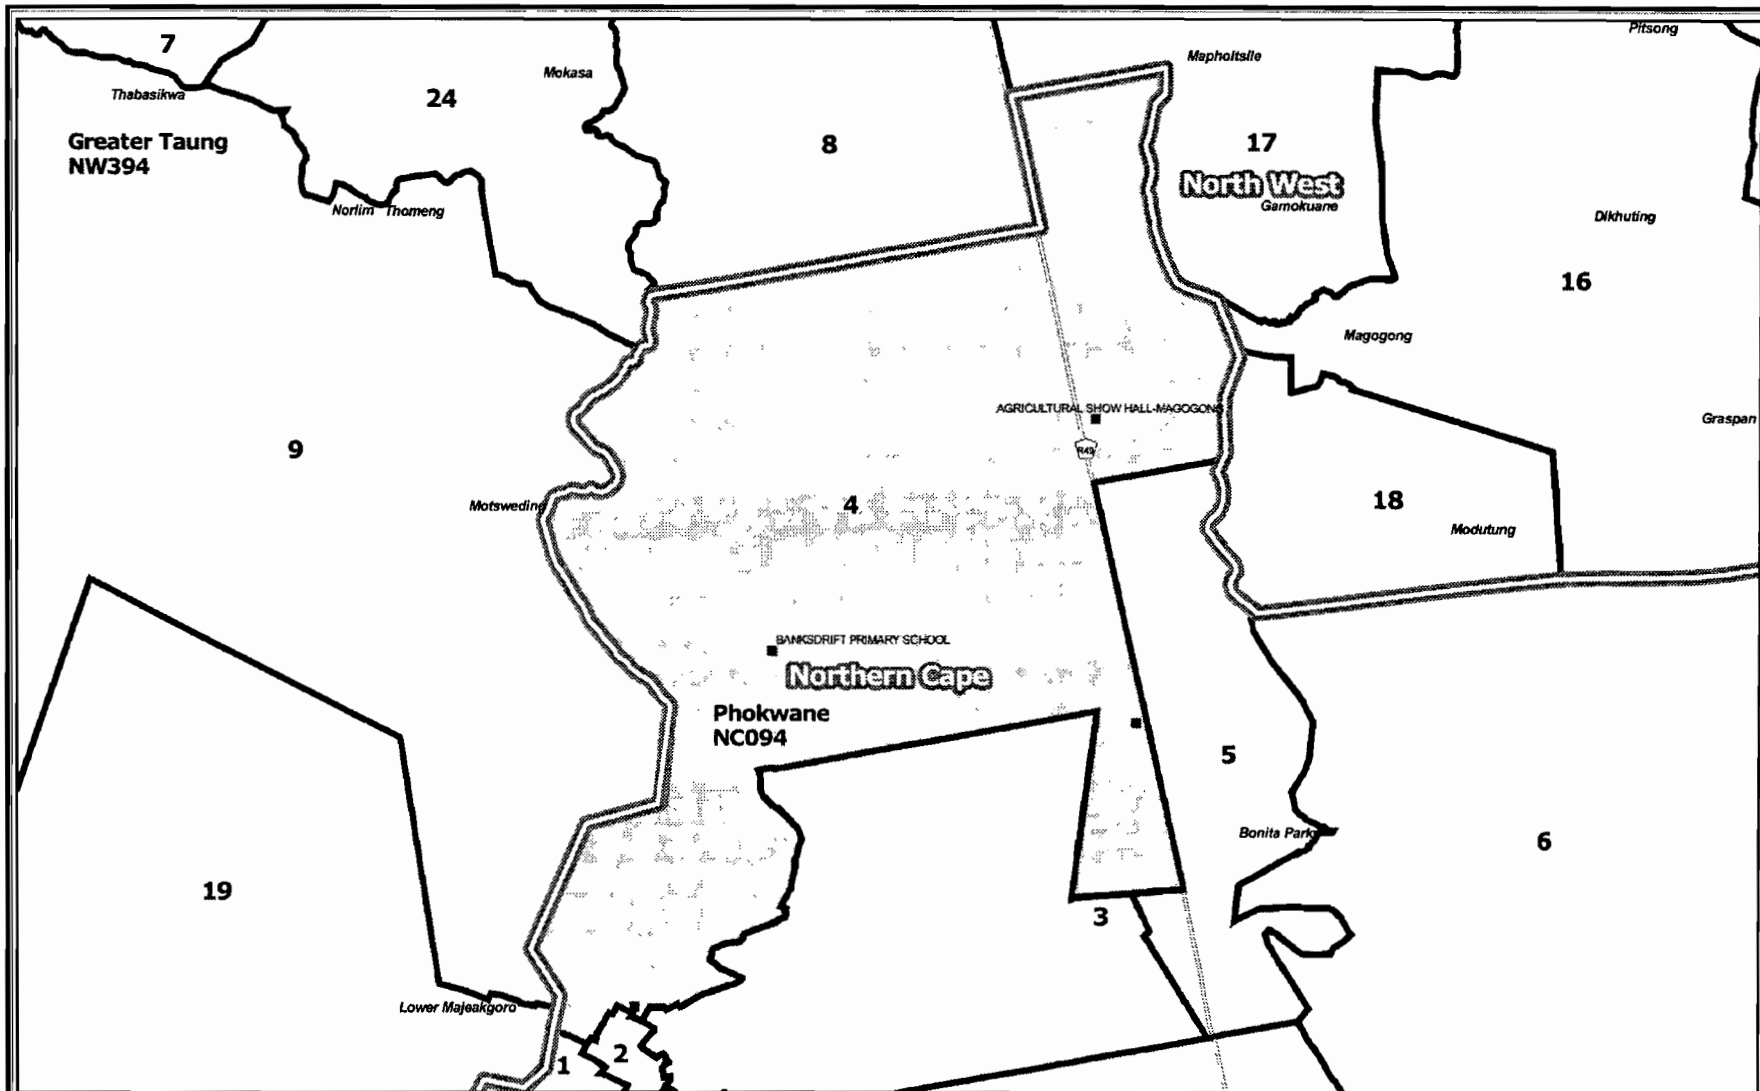 7
Pitsong
Mapholtsile
Mokasa
Thabasikwa
24
Greater Taung
NW394
8
17
North West
Gamokuane
Norlim
Thomeng
Dikhuting
16
Magogong
AGRICULTURAL SHOW HALL-MAGOGONG
Graspan
R49
9
Motsweding
4
18
Modutung
BANKSDRIFT PRIMARY SCHOOL
Northern Cape
Phokwane
NC094
5
Bonita Park
6
19
3
Lower Majeakgoro
2
1